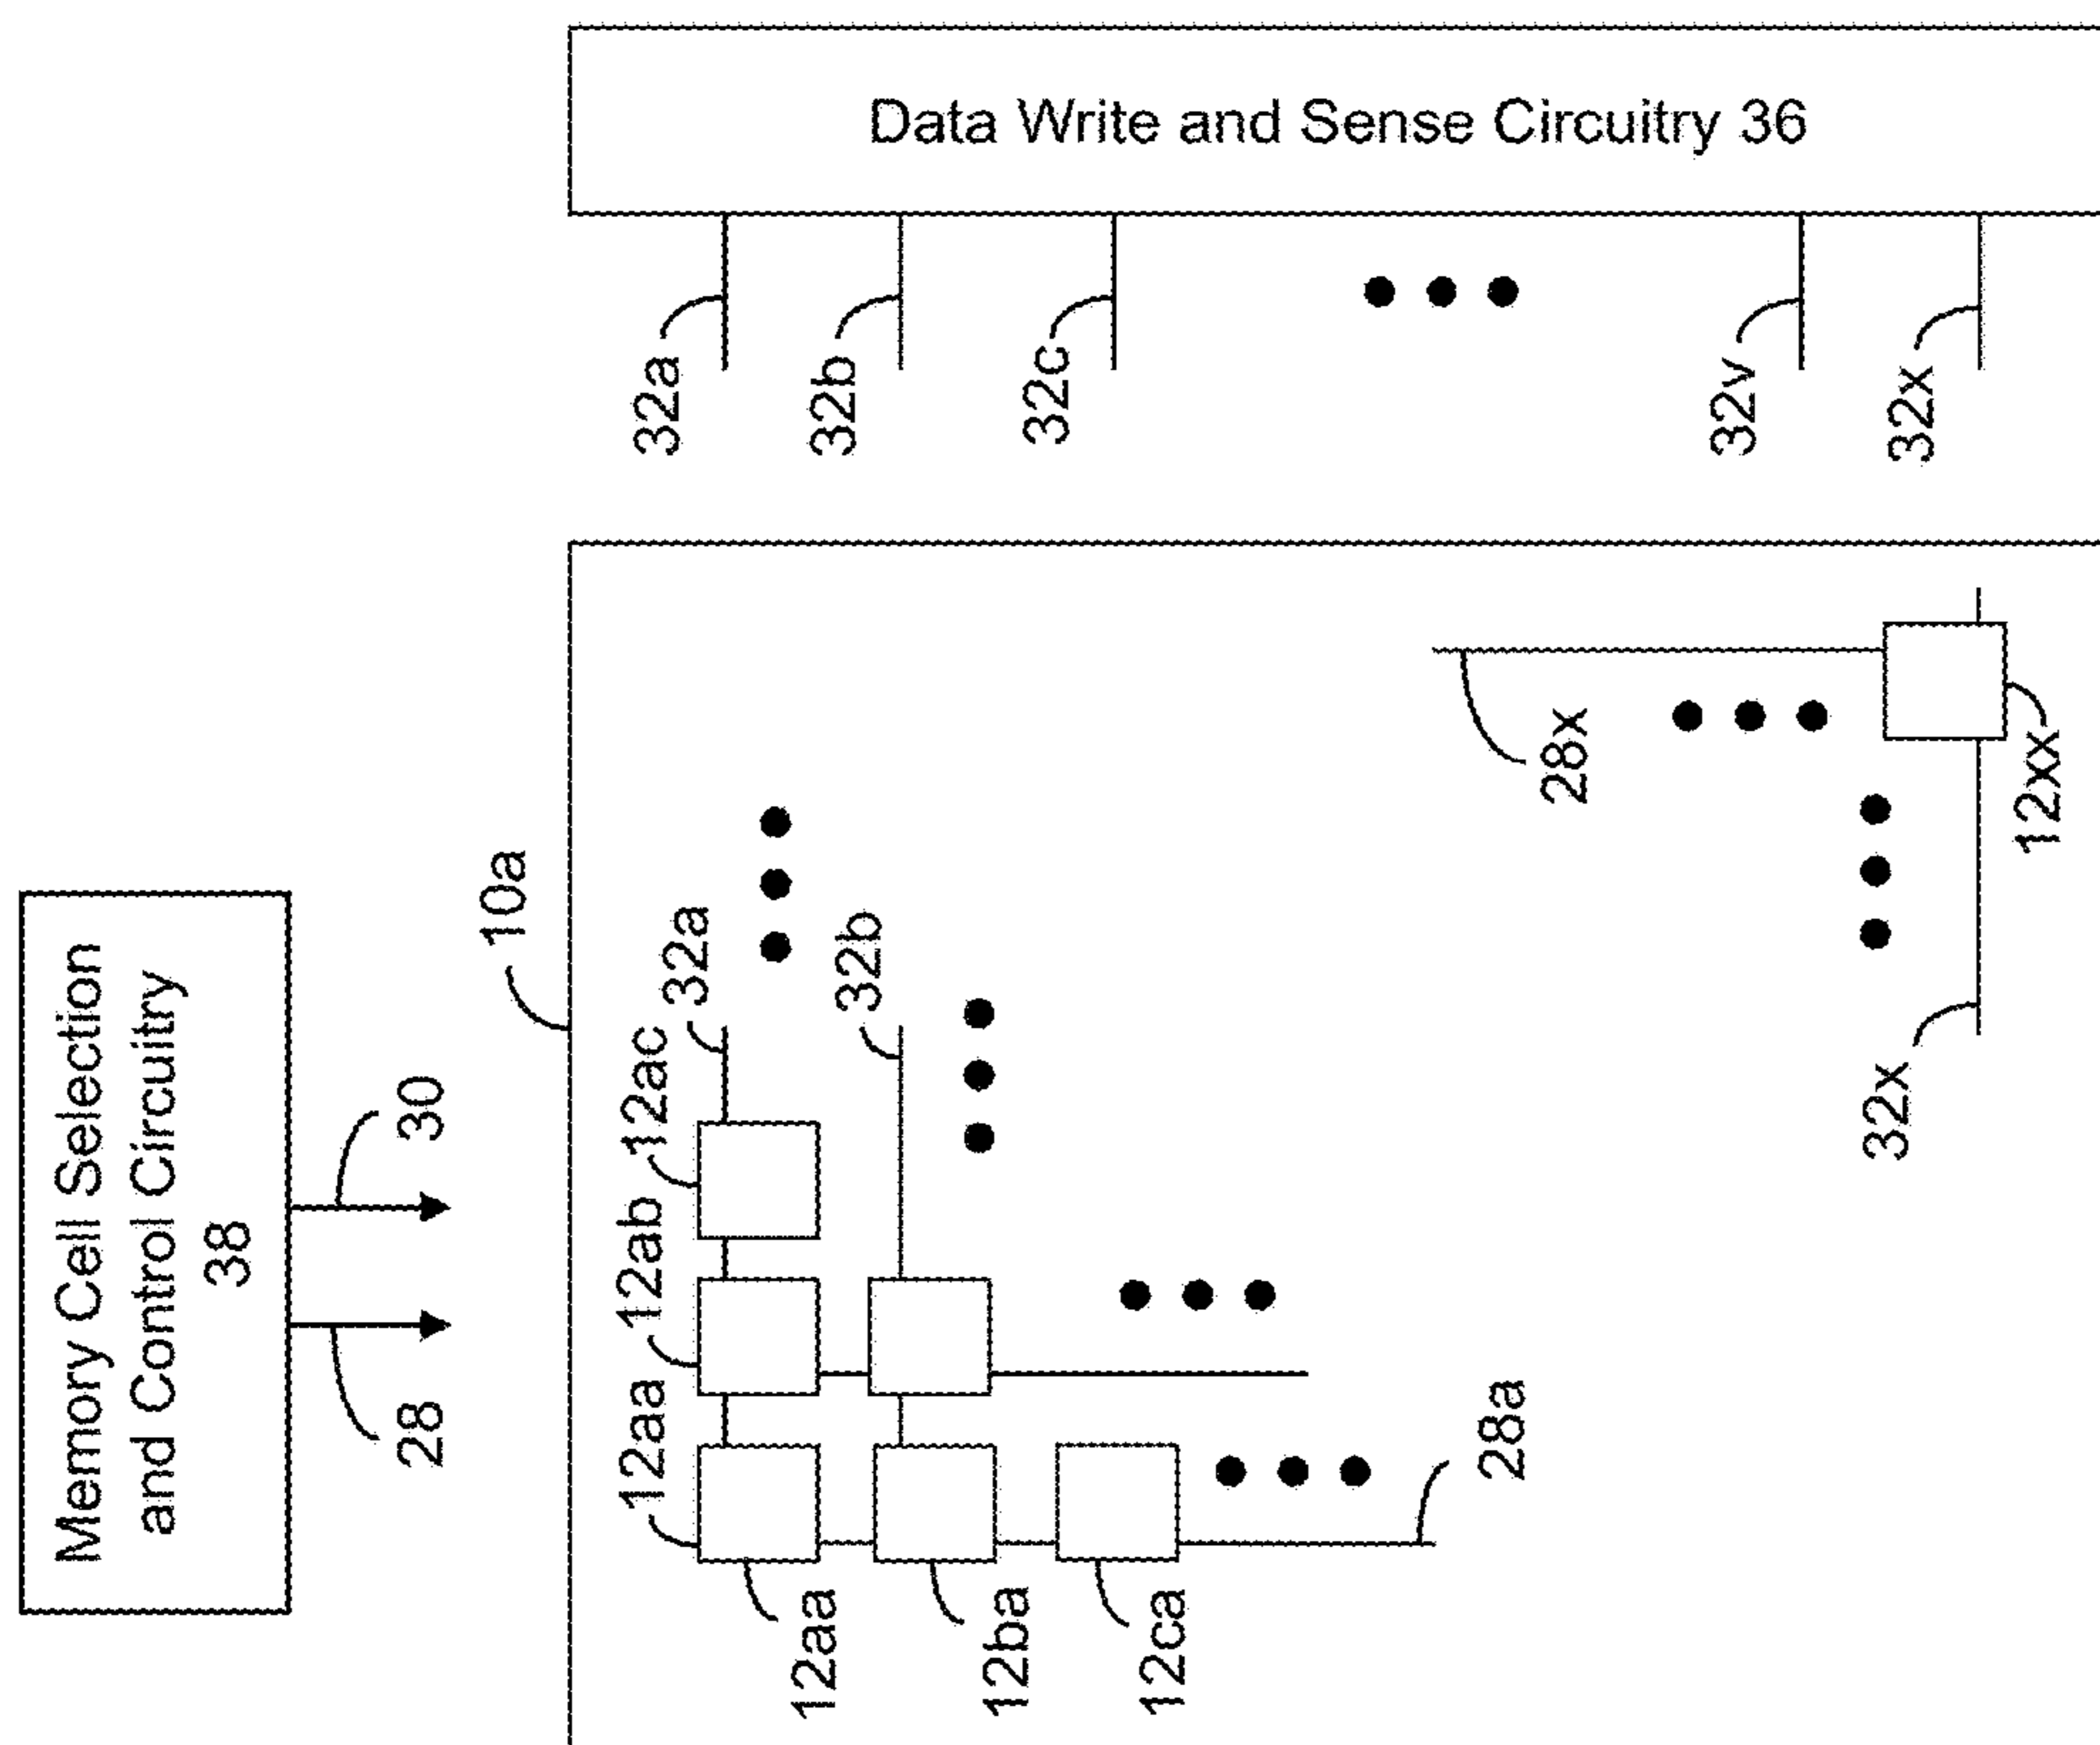 Data Write and Sense Circuitry 36
32a
32b
32c
32v
32x
Memory Cell Selection
and Control Circuitry
38
28
30
10a
12aa
12ab
12ac
32a
32b
12aa
12ba
12ca
28a
28x
32x
12xx